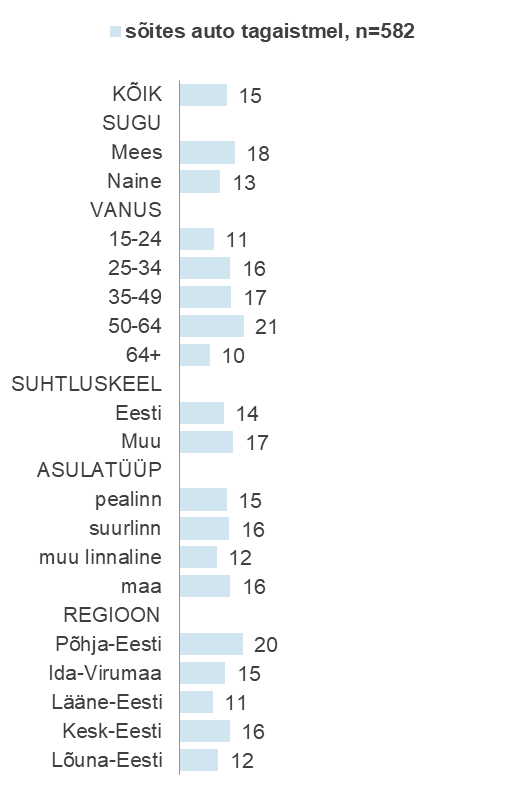 sõites auto tagaistmel, n=582
KÕIK 15
SUGU
Mees 18
Naine 13
VANUS
15-24 11
25-34 16
35-49 17
50-64 21
64+ 10
SUHTLUSKEEL
Eesti 14
Muu 17
ASULATÜÜP
pealinn 15
suurlinn 16
muu linnaline 12
maa 16
REGIOON
Põhja-Eesti 20
Ida-Virumaa 15
Lääne-Eesti 11
Kesk-Eesti 16
Lõuna-Eesti 12